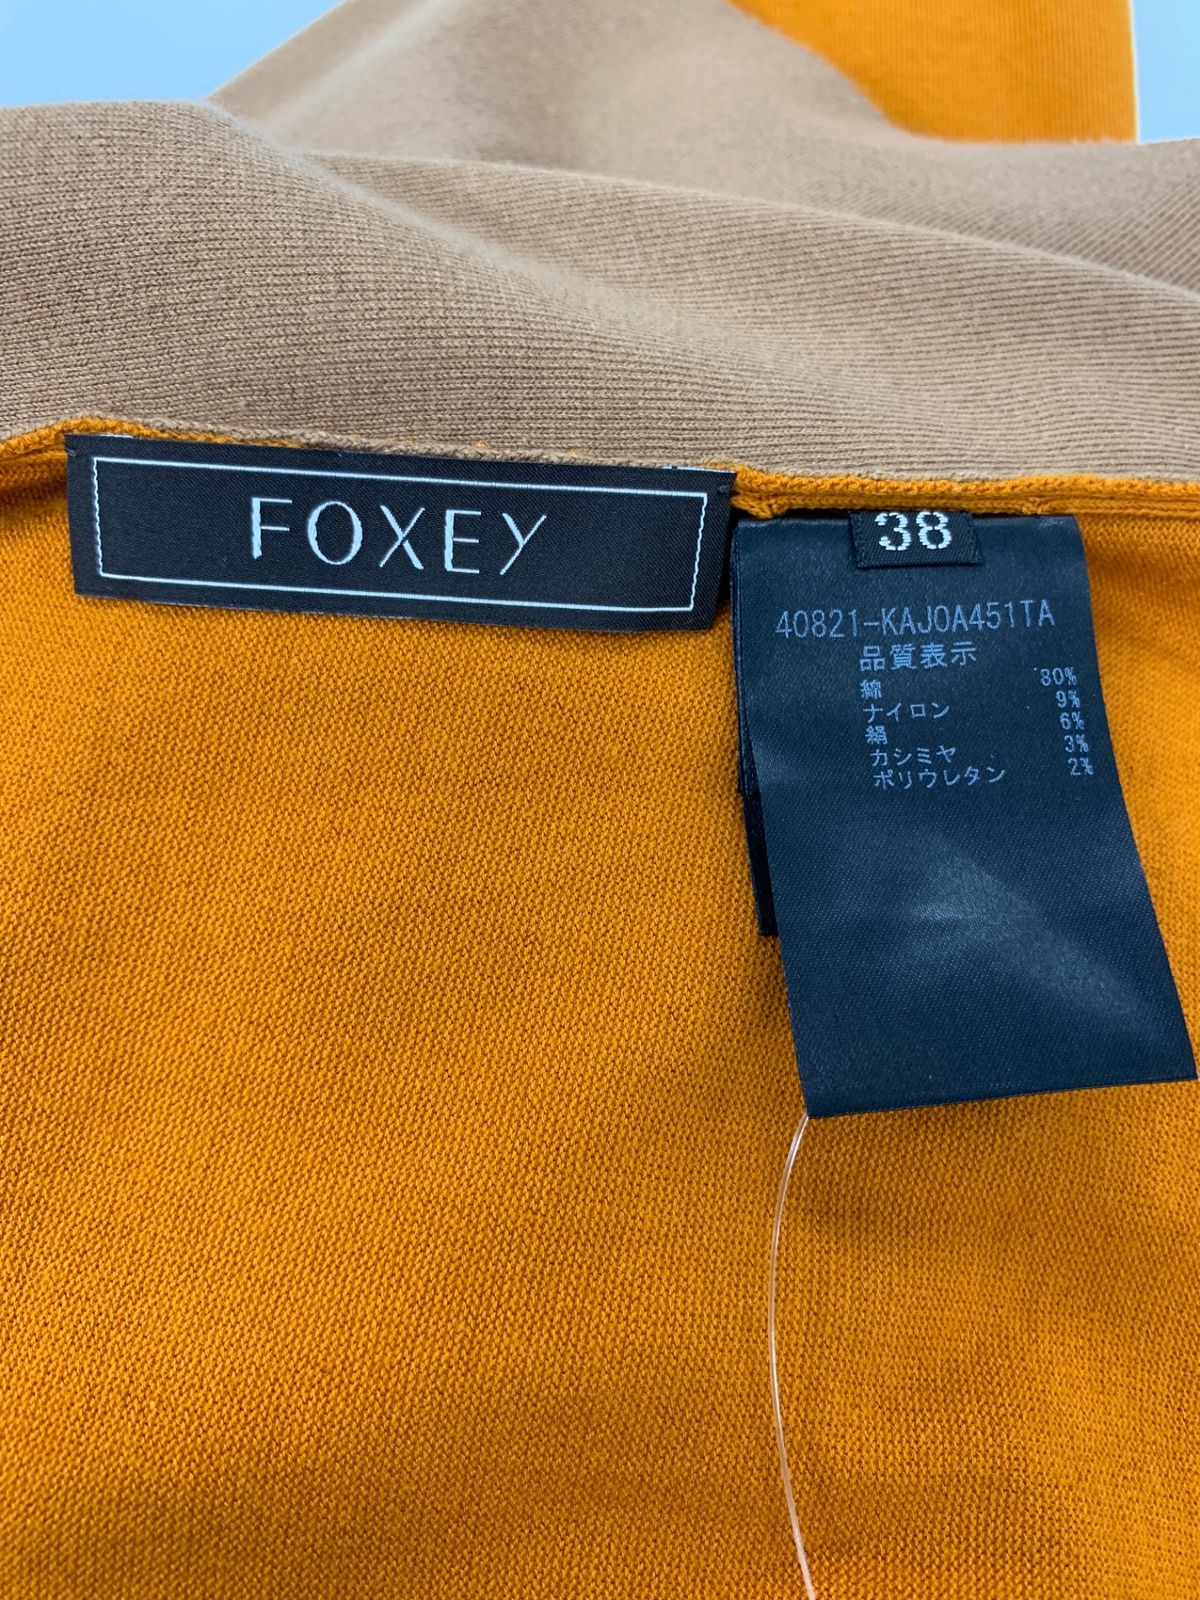 FOXEY
38
40821-KAJOA451TA
品質表示
綿 80%
ナイロン 9%
絹 6%
カシミヤ 3%
ポリウレタン 2%